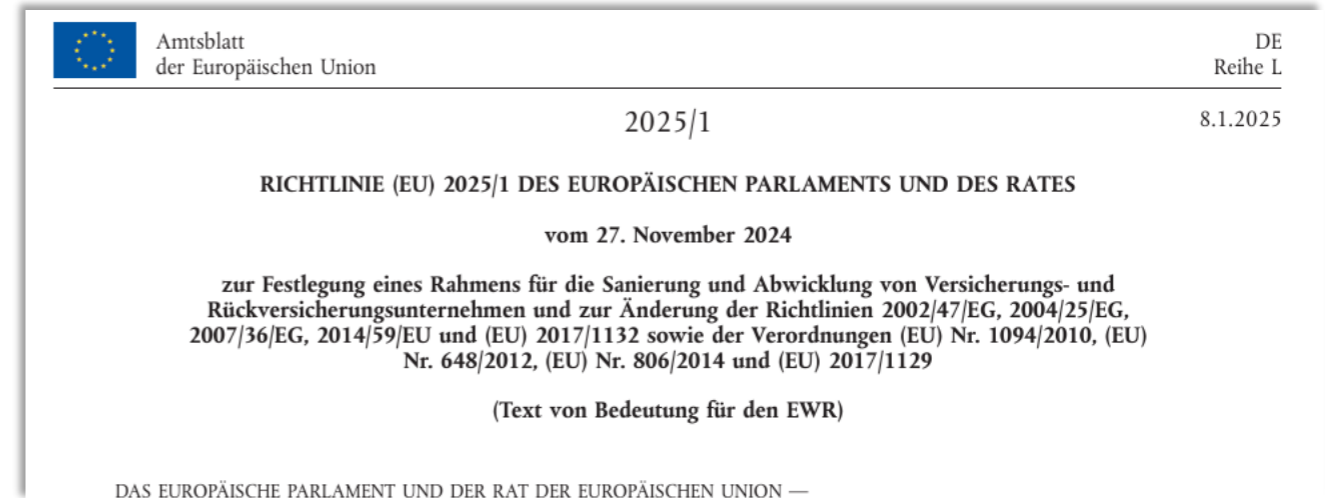 Amtsblatt
der Europäischen Union
DE
Reihe L
2025/1
8.1.2025
RICHTLINIE (EU) 2025/1 DES EUROPÄISCHEN PARLAMENTS UND DES RATES
vom 27. November 2024
zur Festlegung eines Rahmens für die Sanierung und Abwicklung von Versicherungs- und
Rückversicherungsunternehmen und zur Änderung der Richtlinien 2002/47/EG, 2004/25/EG,
2007/36/EG, 2014/59/EU und (EU) 2017/1132 sowie der Verordnungen (EU) Nr. 1094/2010, (EU)
Nr. 648/2012, (EU) Nr. 806/2014 und (EU) 2017/1129
(Text von Bedeutung für den EWR)
DAS EUROPÄISCHE PARLAMENT UND DER RAT DER EUROPÄISCHEN UNION —